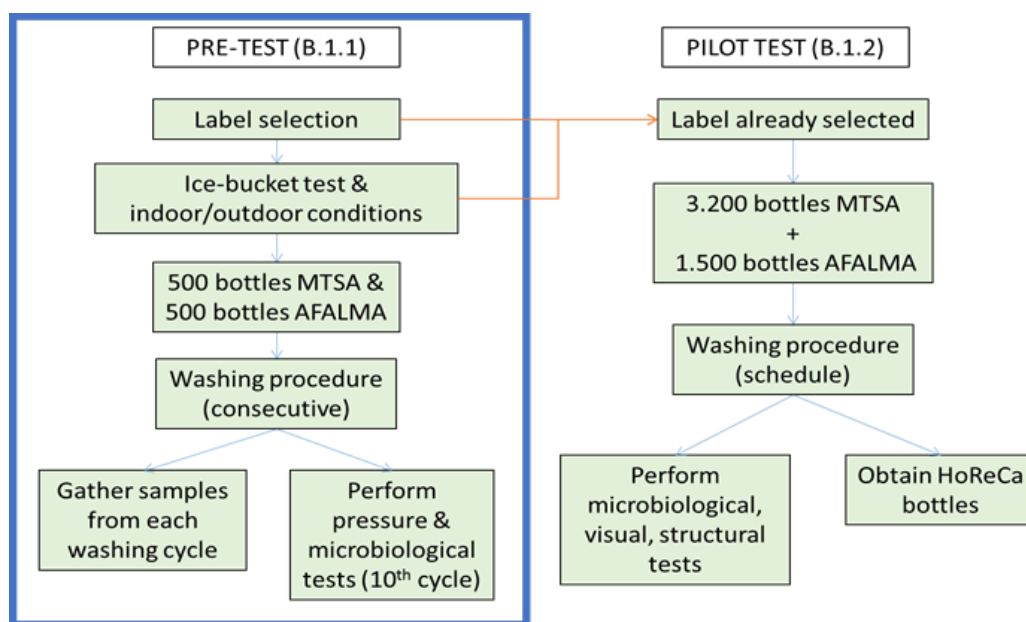 PRE-TEST (B.1.1)
Label selection
Ice-bucket test &
indoor/outdoor conditions
500 bottles MTSA &
500 bottles AFALMA
Washing procedure
(consecutive)
Gather samples
from each
washing cycle
Perform
pressure &
microbiological
tests (10th cycle)
PILOT TEST (B.1.2)
Label already selected
3.200 bottles MTSA
+
1.500 bottles AFALMA
Washing procedure
(schedule)
Perform
microbiological,
visual, structural
tests
Obtain HoReCa
bottles